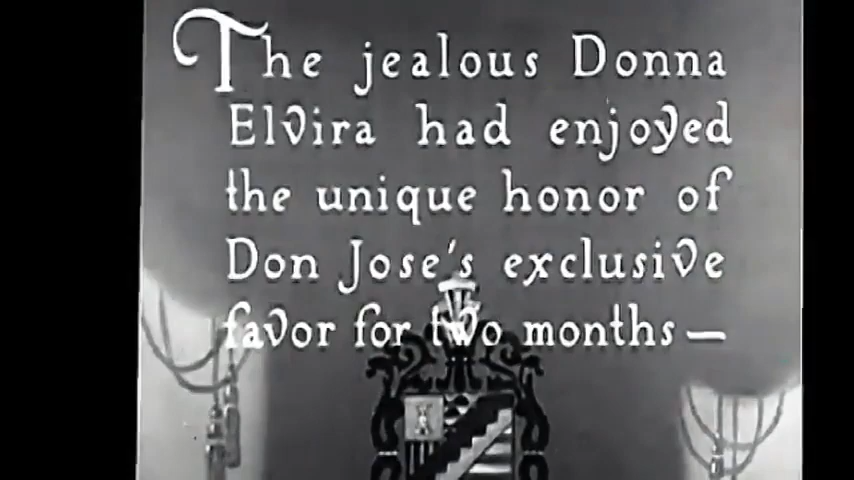 The jealous Donna
Elvira had enjoyed
the unique honor of
Don Jose's exclusive
favor for two months—